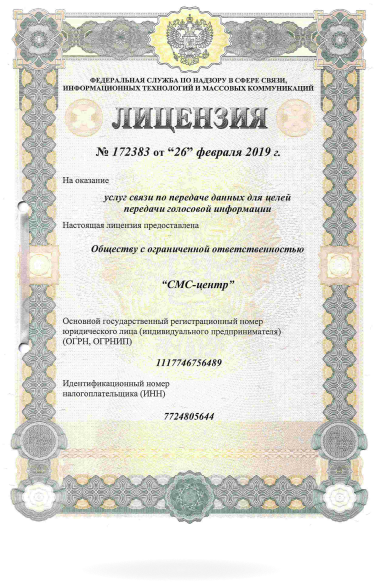 ФЕДЕРАЛЬНАЯ СЛУЖБА ПО НАДЗОРУ В СФЕРЕ СВЯЗИ,
ИНФОРМАЦИОННЫХ ТЕХНОЛОГИЙ И МАССОВЫХ КОММУНИКАЦИЙ
ЛИЦЕНЗИЯ
№ 172383 от “26” февраля 2019 г.
На оказание
услуг связи по передаче данных для целей
передачи голосовой информации
Настоящая лицензия предоставлена
Обществу с ограниченной ответственностью
“СМС-центр”
Основной государственный регистрационный номер
юридического лица (индивидуального предпринимателя)
(ОГРН, ОГРНИП)
1117746756489
Идентификационный номер
налогоплательщика (ИНН)
7724805644